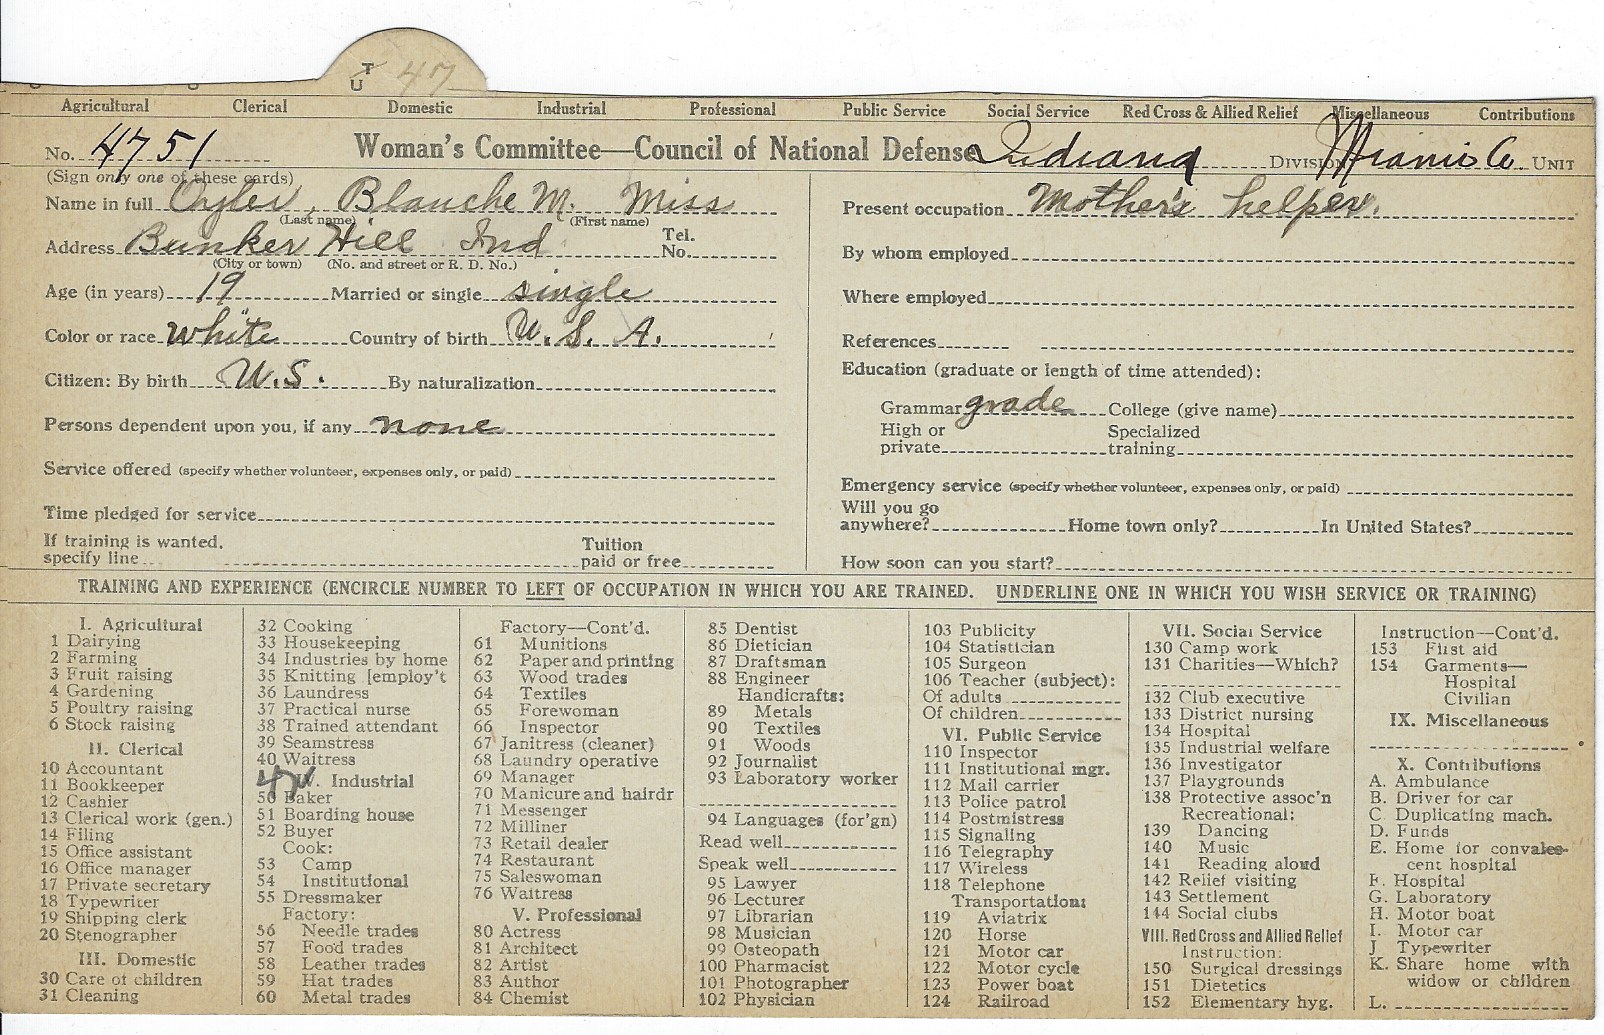 T
U 47
Agricultural Clerical Domestic Industrial Professional Public Service Social Service Red Cross & Allied Relief Miscellaneous Contributions
No. 4751 Woman's Committee—Council of National Defense Indiana DIVISION Miami Co. UNIT
(Sign only one of these cards)
Name in full Oyler, Blanche M. Miss
(Last name) (First name)
Address Bunker Hill Ind Tel. No.
(City or town) (No. and street or R. D. No.)
Age (in years) 19 Married or single single
Color or race white Country of birth U. S. A.
Citizen: By birth U.S. By naturalization
Persons dependent upon you, if any none
Service offered (specify whether volunteer, expenses only, or paid)
Time pledged for service
If training is wanted, specify line Tuition paid or free
Present occupation Mother's helper.
By whom employed
Where employed
References
Education (graduate or length of time attended):
Grammar grade College (give name)
High or private Specialized training
Emergency service (specify whether volunteer, expenses only, or paid)
Will you go anywhere? Home town only? In United States?
How soon can you start?
TRAINING AND EXPERIENCE (ENCIRCLE NUMBER TO LEFT OF OCCUPATION IN WHICH YOU ARE TRAINED. UNDERLINE ONE IN WHICH YOU WISH SERVICE OR TRAINING)
I. Agricultural
1 Dairying
2 Farming
3 Fruit raising
4 Gardening
5 Poultry raising
6 Stock raising
II. Clerical
10 Accountant
11 Bookkeeper
12 Cashier
13 Clerical work (gen.)
14 Filing
15 Office assistant
16 Office manager
17 Private secretary
18 Typewriter
19 Shipping clerk
20 Stenographer
III. Domestic
30 Care of children
31 Cleaning
32 Cooking
33 Housekeeping
34 Industries by home
35 Knitting [employ't
36 Laundress
37 Practical nurse
38 Trained attendant
39 Seamstress
40 Waitress
47
IV. Industrial
50 Baker
51 Boarding house
52 Buyer
Cook:
53 Camp
54 Institutional
55 Dressmaker
Factory:
56 Needle trades
57 Food trades
58 Leather trades
59 Hat trades
60 Metal trades
Factory—Cont'd.
61 Munitions
62 Paper and printing
63 Wood trades
64 Textiles
65 Forewoman
66 Inspector
67 Janitress (cleaner)
68 Laundry operative
69 Manager
70 Manicure and hairdr
71 Messenger
72 Milliner
73 Retail dealer
74 Restaurant
75 Saleswoman
76 Waitress
V. Professional
80 Actress
81 Architect
82 Artist
83 Author
84 Chemist
85 Dentist
86 Dietician
87 Draftsman
88 Engineer
Handicrafts:
89 Metals
90 Textiles
91 Woods
92 Journalist
93 Laboratory worker
94 Languages (for'gn)
Read well
Speak well
95 Lawyer
96 Lecturer
97 Librarian
98 Musician
99 Osteopath
100 Pharmacist
101 Photographer
102 Physician
103 Publicity
104 Statistician
105 Surgeon
106 Teacher (subject):
Of adults
Of children
VI. Public Service
110 Inspector
111 Institutional mgr.
112 Mail carrier
113 Police patrol
114 Postmistress
115 Signaling
116 Telegraphy
117 Wireless
118 Telephone
Transportation:
119 Aviatrix
120 Horse
121 Motor car
122 Motor cycle
123 Power boat
124 Railroad
VII. Social Service
130 Camp work
131 Charities—Which?
132 Club executive
133 District nursing
134 Hospital
135 Industrial welfare
136 Investigator
137 Playgrounds
138 Protective assoc'n
Recreational:
139 Dancing
140 Music
141 Reading aloud
142 Relief visiting
143 Settlement
144 Social clubs
VIII. Red Cross and Allied Relief
Instruction:
150 Surgical dressings
151 Dietetics
152 Elementary hyg.
Instruction—Cont'd.
153 First aid
154 Garments—
Hospital
Civilian
IX. Miscellaneous
X. Contributions
A. Ambulance
B. Driver for car
C. Duplicating mach.
D. Funds
E. Home for convales-
cent hospital
F. Hospital
G. Laboratory
H. Motor boat
I. Motor car
J. Typewriter
K. Share home with
widow or children
L.